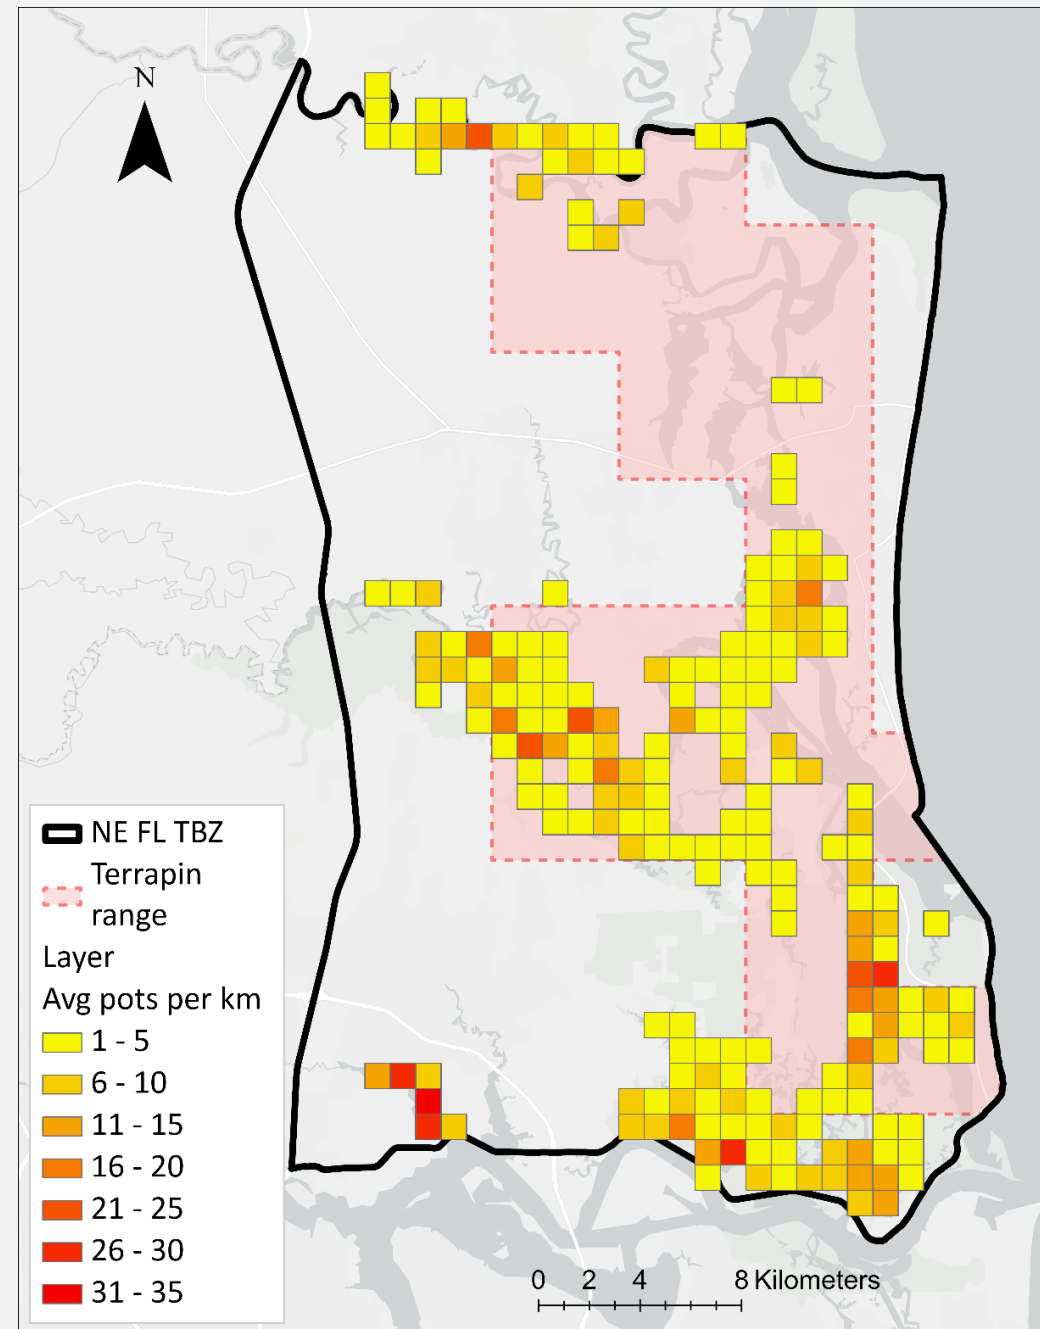 N
NE FL TBZ
Terrapin
range
Layer
Avg pots per km
1 - 5
6 - 10
11 - 15
16 - 20
21 - 25
26 - 30
31 - 35
0 2 4 8 Kilometers